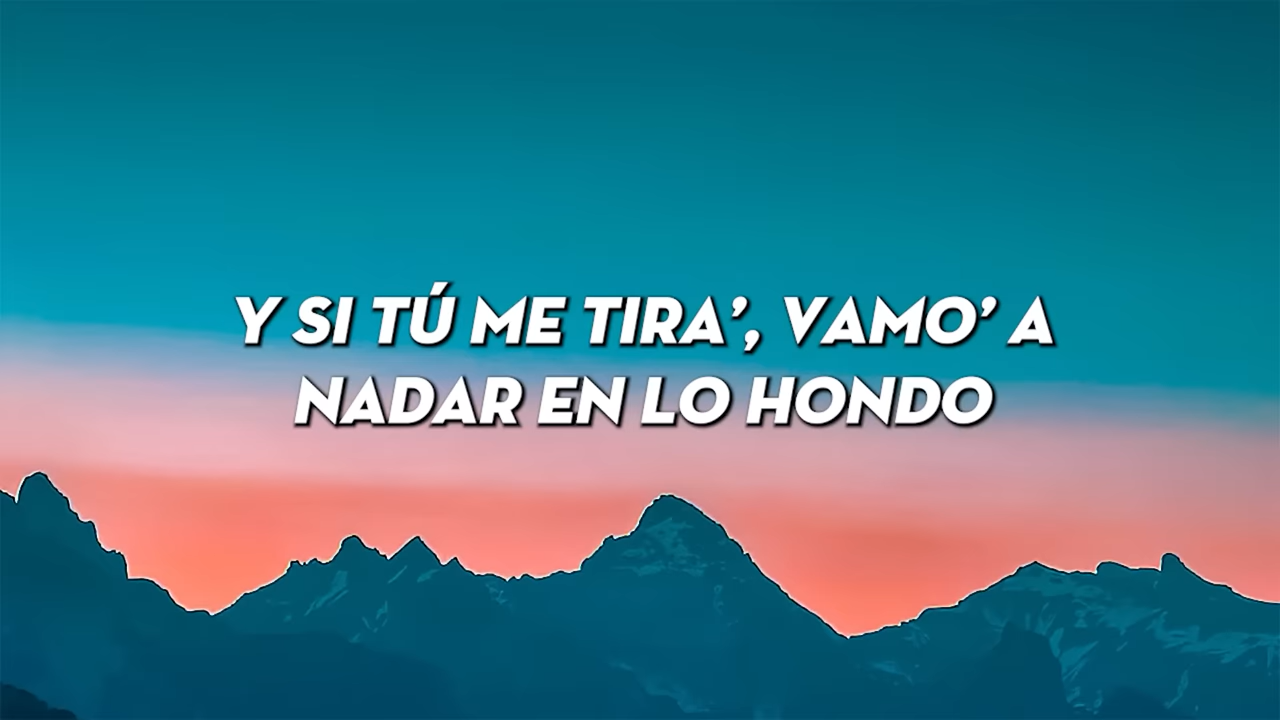 Y SI TÚ ME TIRA’, VAMO’ A
NADAR EN LO HONDO